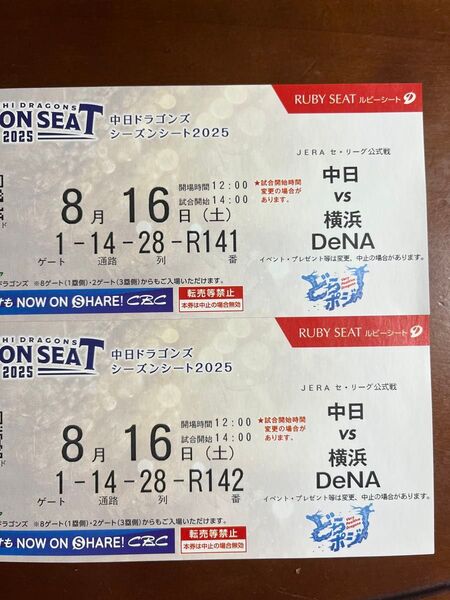 HI DRAGONS
ON SEAT
2025
中日ドラゴンズ
シーズンシート2025
RUBY SEAT ルビーシート
JERA セ・リーグ公式戦
8月 16日(土)
開場時間 12:00
試合開始 14:00
★試合開始時間
変更の場合が
あります。
中日
vs
横浜
DeNA
1-14-28-R141
ゲート 通路 列 番
イベント・プレゼント等は変更、中止の場合があります。
ドラゴンズ ※8ゲート(1塁側)・2ゲート(3塁側)からもご入場いただけます。
も NOW ON SHARE! CBC
転売等禁止
本券は中止の場合無効
どらポジ
HI DRAGONS
ON SEAT
2025
中日ドラゴンズ
シーズンシート2025
RUBY SEAT ルビーシート
JERA セ・リーグ公式戦
8月 16日(土)
開場時間 12:00
試合開始 14:00
★試合開始時間
変更の場合が
あります。
中日
vs
横浜
DeNA
1-14-28-R142
ゲート 通路 列 番
イベント・プレゼント等は変更、中止の場合があります。
ドラゴンズ ※8ゲート(1塁側)・2ゲート(3塁側)からもご入場いただけます。
も NOW ON SHARE! CBC
転売等禁止
本券は中止の場合無効
どらポジ